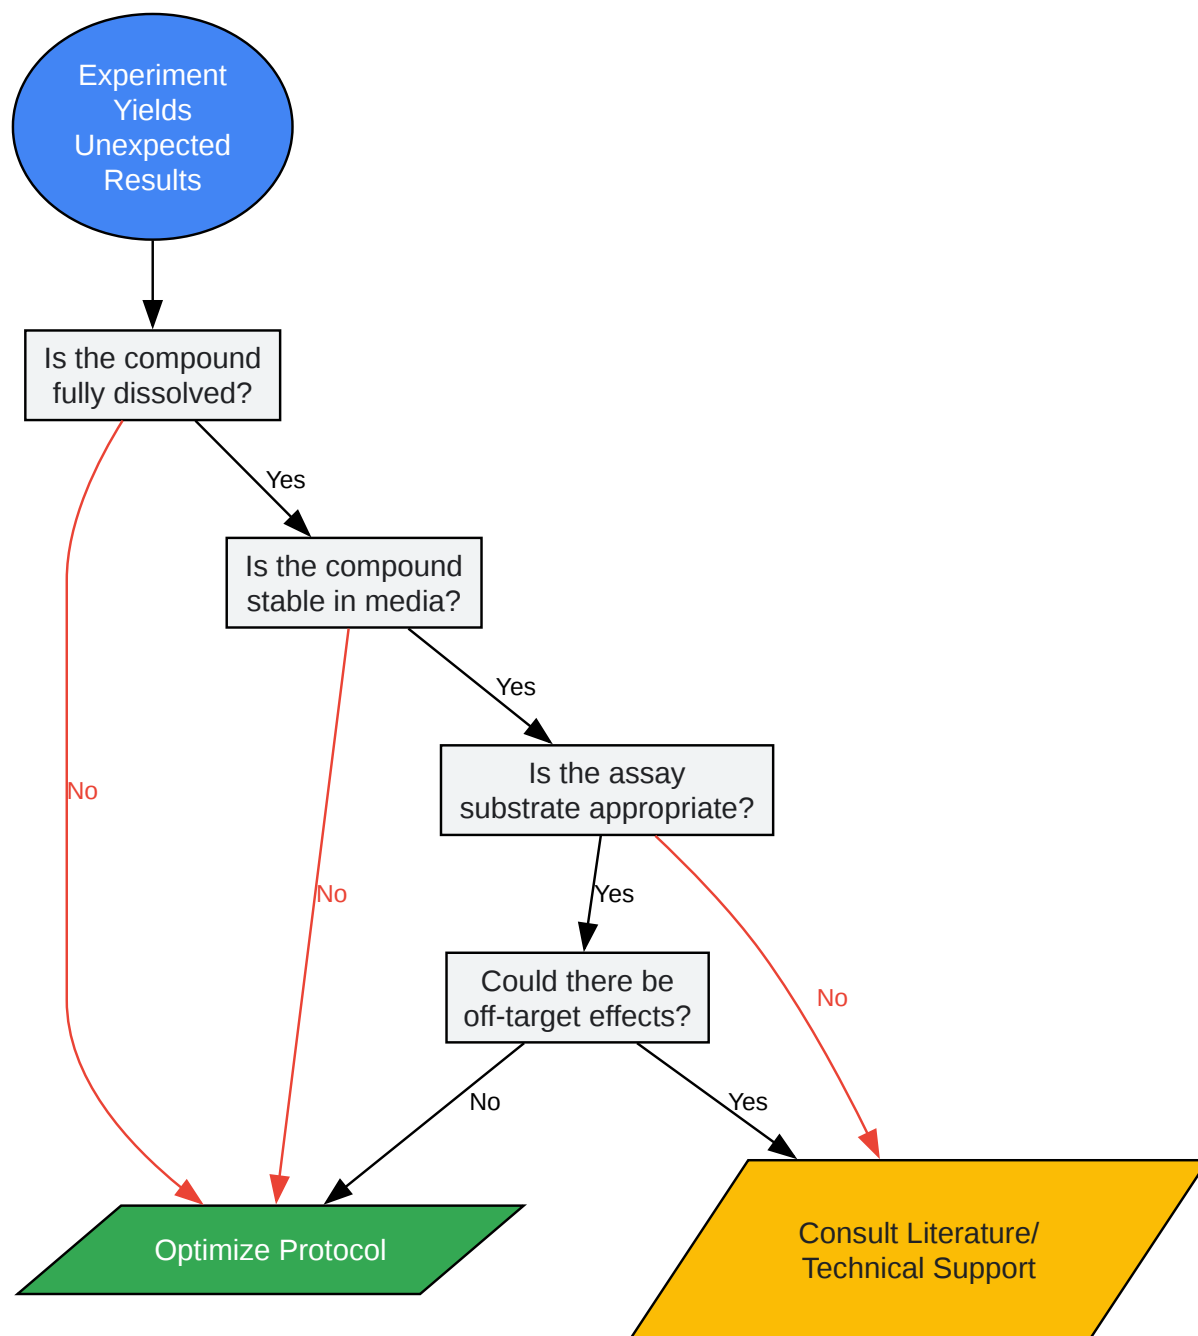 Experiment
Yields
Unexpected
Results
Is the compound
fully dissolved?
Yes
Is the compound
stable in media?
Yes
Is the assay
substrate appropriate?
No
No
Yes
Could there be
off-target effects?
No
No
Yes
Optimize Protocol
Consult Literature/
Technical Support